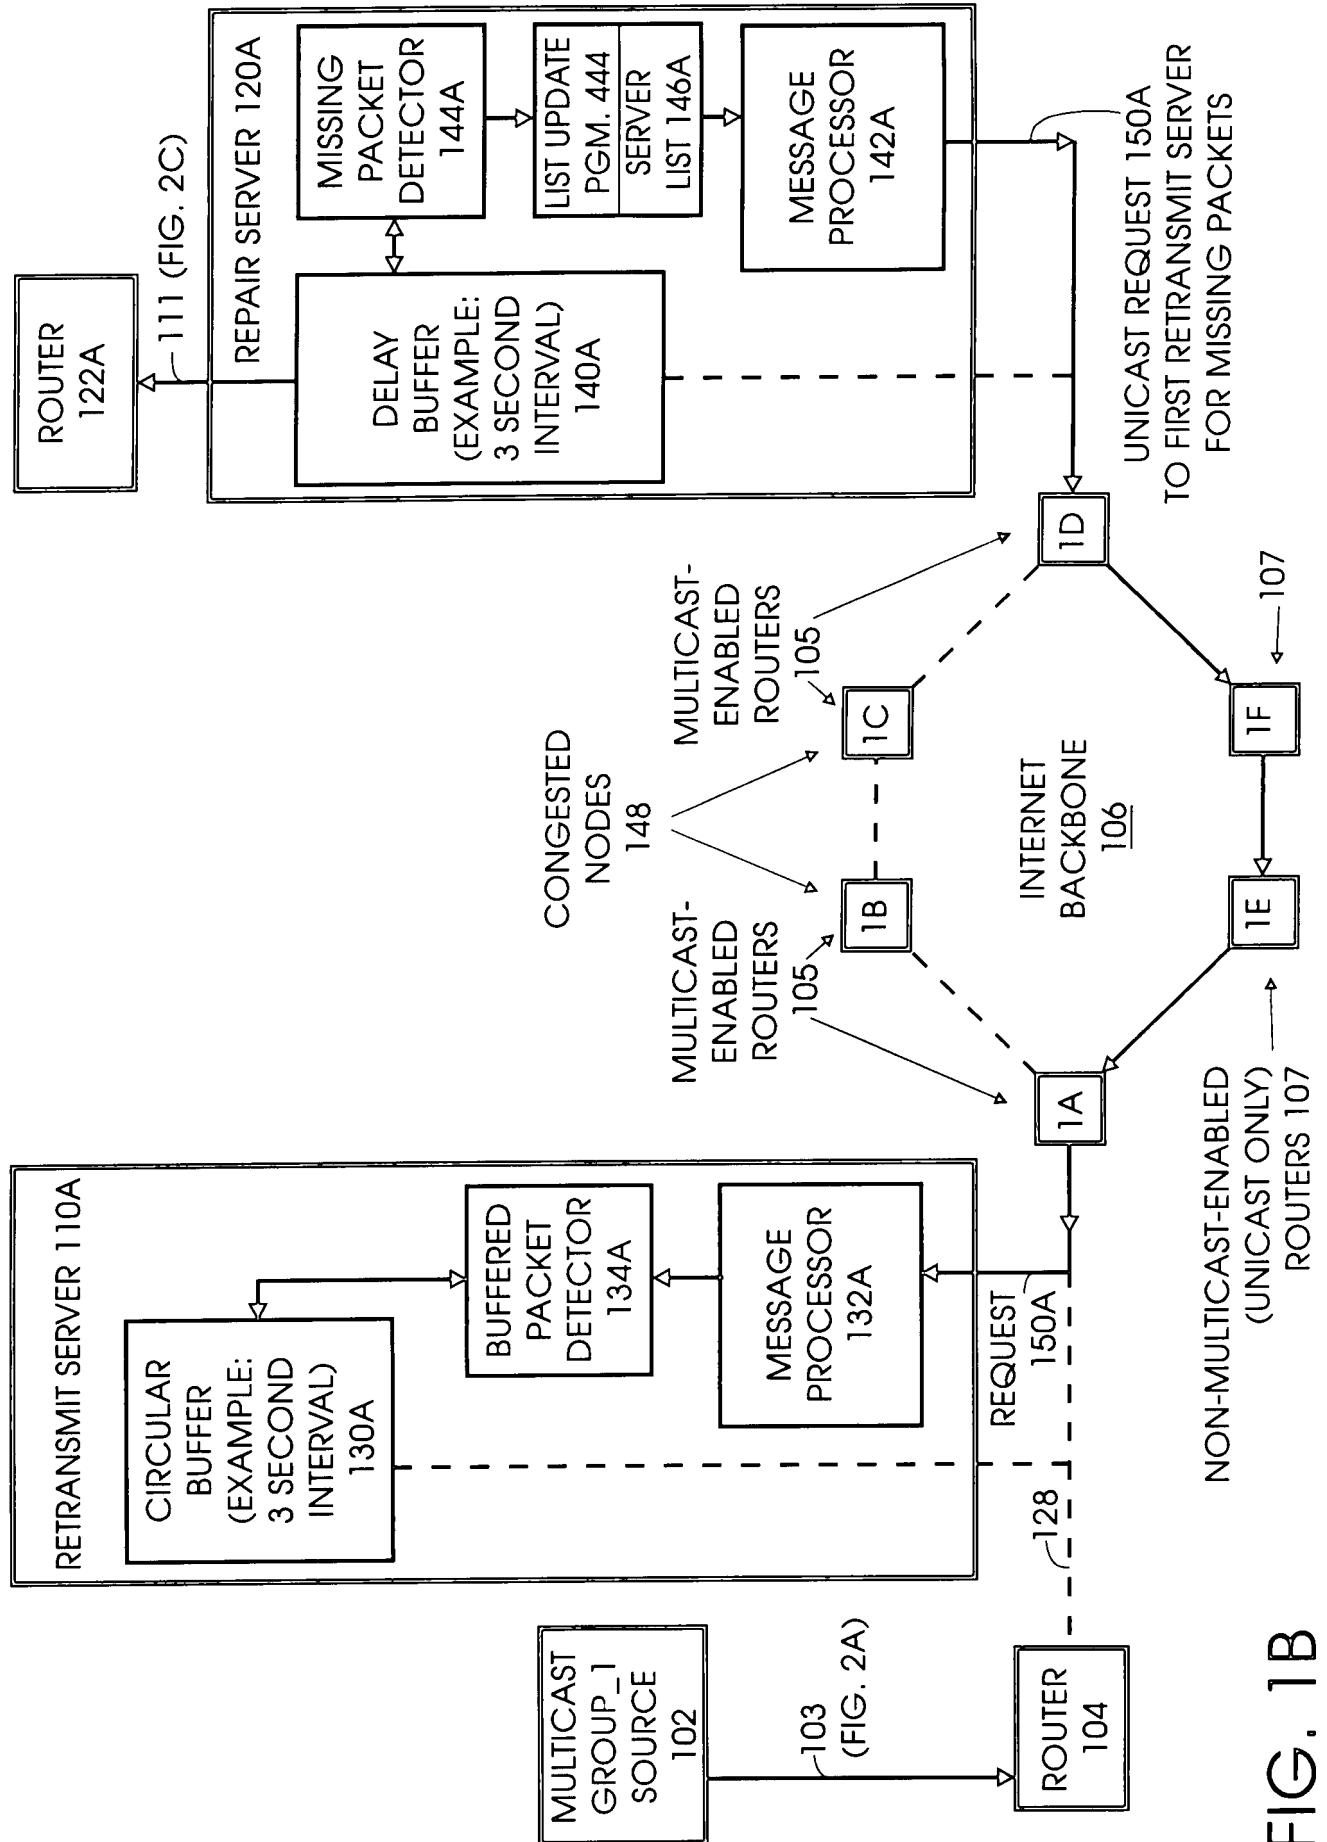 RETRANSMIT SERVER 110A
CIRCULAR
BUFFER
(EXAMPLE:
3 SECOND
INTERVAL)
130A
BUFFERED
PACKET
DETECTOR
134A
MESSAGE
PROCESSOR
132A
REQUEST
150A
MULTICAST
GROUP_1
SOURCE
102
103
(FIG. 2A)
ROUTER
104
128
ROUTER
122A
111 (FIG. 2C)
REPAIR SERVER 120A
DELAY
BUFFER
(EXAMPLE:
3 SECOND
INTERVAL)
140A
MISSING
PACKET
DETECTOR
144A
LIST UPDATE
PGM. 444
SERVER
LIST 146A
MESSAGE
PROCESSOR
142A
UNICAST REQUEST 150A
TO FIRST RETRANSMIT SERVER
FOR MISSING PACKETS
CONGESTED
NODES
148
MULTICAST-
ENABLED
ROUTERS
105
MULTICAST-
ENABLED
ROUTERS
105
1A
1B
1C
1D
1E
1F
INTERNET
BACKBONE
106
107
NON-MULTICAST-ENABLED
(UNICAST ONLY)
ROUTERS 107
FIG. 1B